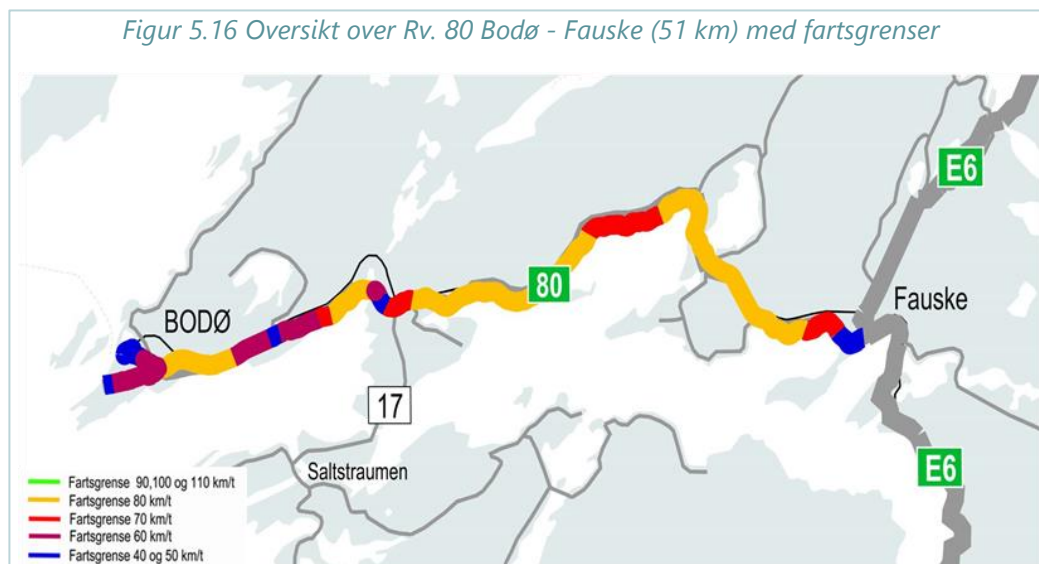 Figur 5.16 Oversikt over Rv. 80 Bodø - Fauske (51 km) med fartsgrenser
E6
80
Fauske
BODØ
17
Saltstraumen
E6
Fartsgrense 90,100 og 110 km/t
Fartsgrense 80 km/t
Fartsgrense 70 km/t
Fartsgrense 60 km/t
Fartsgrense 40 og 50 km/t